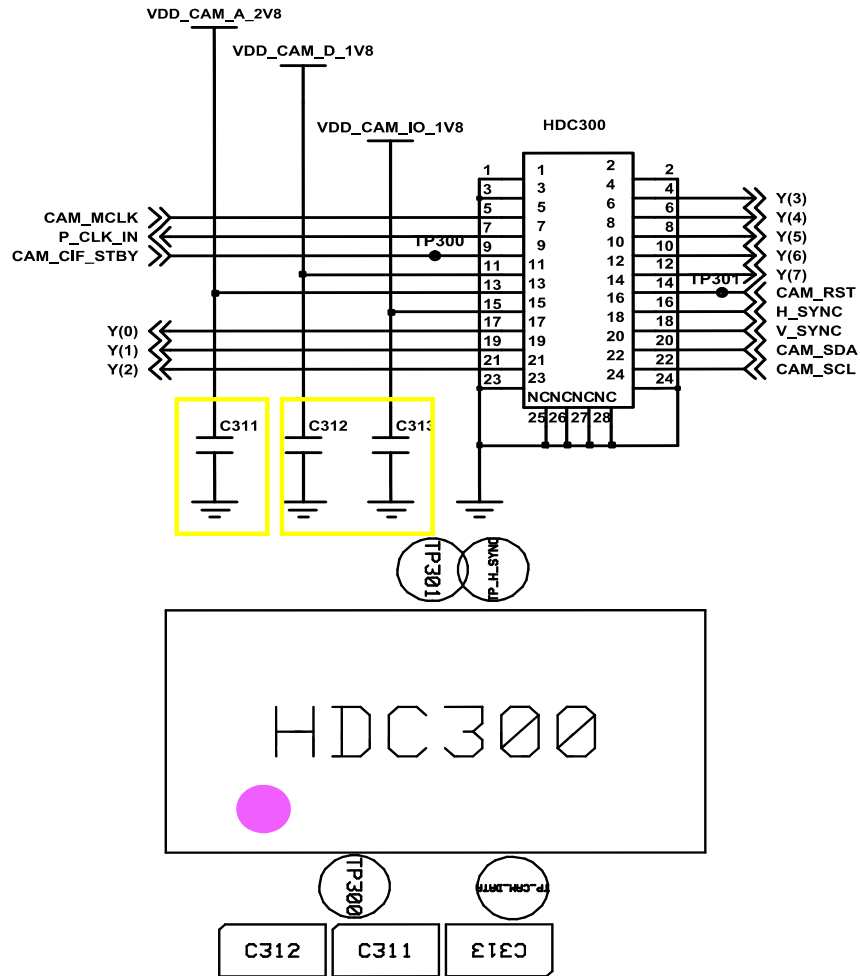 VDD_CAM_A_2V8
VDD_CAM_D_1V8
VDD_CAM_IO_1V8
HDC300
1 1 2 2
3 3 4 4 Y(3)
CAM_MCLK 5 5 6 6 Y(4)
P_CLK_IN 7 7 8 8 Y(5)
CAM_CIF_STBY TP300 9 9 10 10 Y(6)
11 11 12 12 Y(7)
13 13 14 TP301 14 CAM_RST
15 15 16 16 H_SYNC
Y(0) 17 17 18 18 V_SYNC
Y(1) 19 19 20 20 CAM_SDA
Y(2) 21 21 22 22 CAM_SCL
23 23 24 24
NC NC NC NC
25 26 27 28
C311 C312 C313
TP301 TP_H_SYNC
HDC300
TP300 TP_CAM_DATA
C312 C311 C313